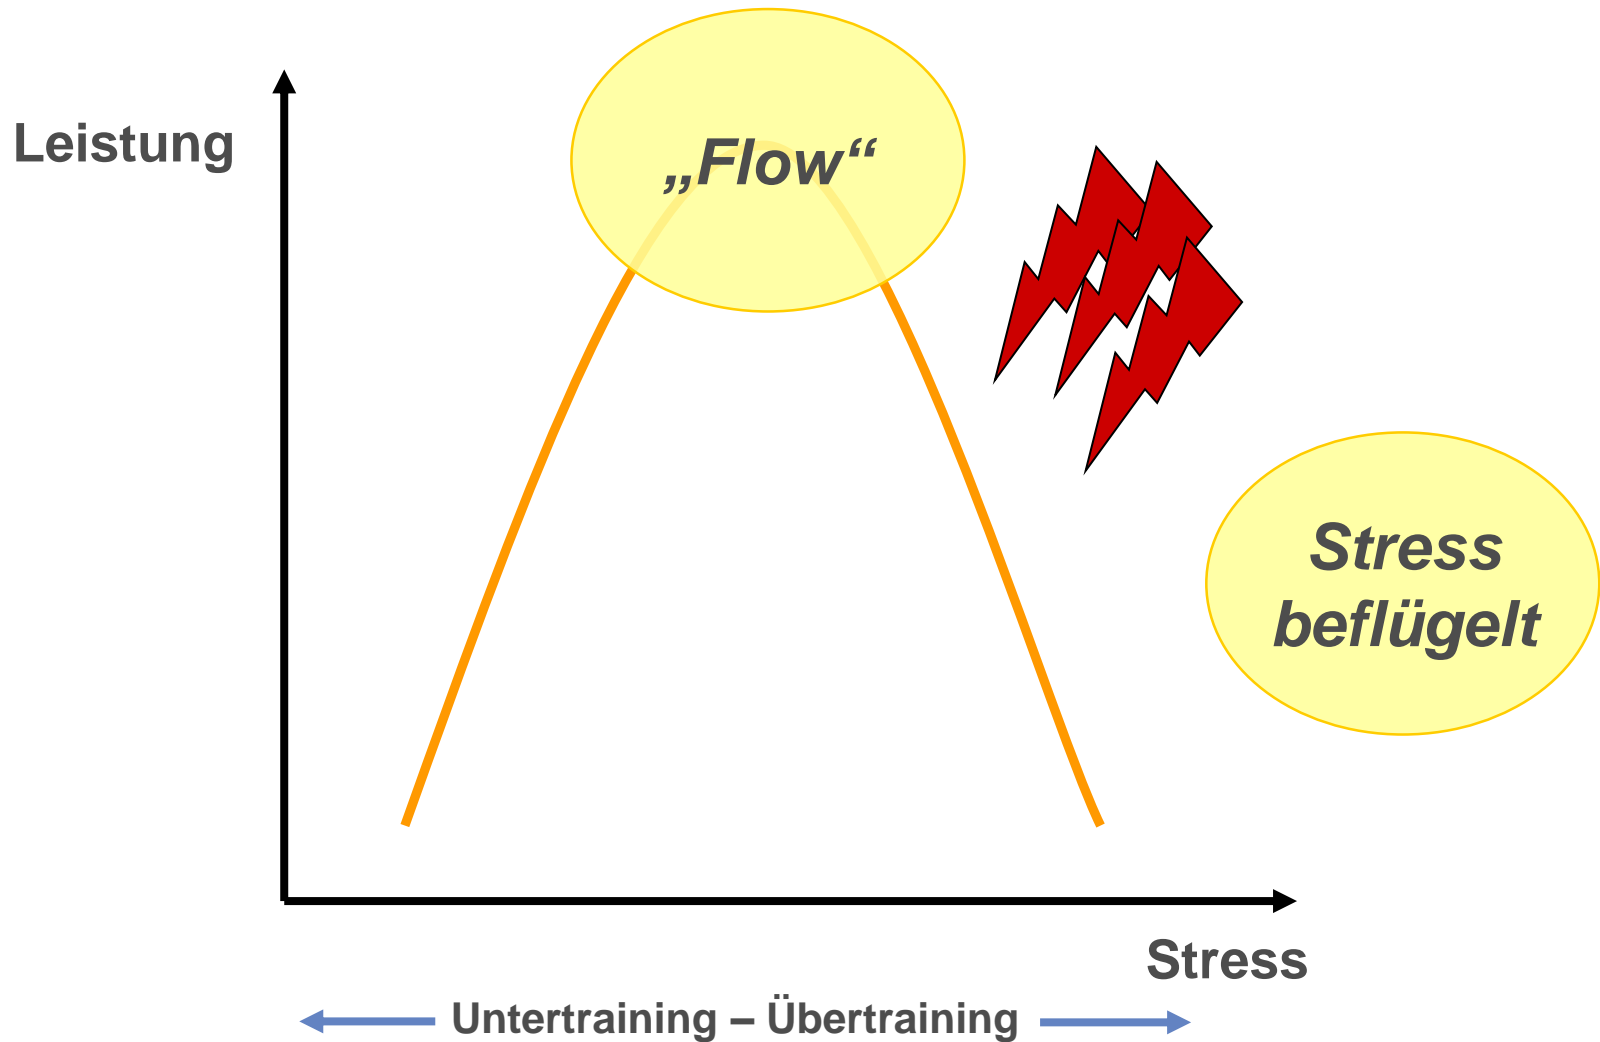 Leistung
„Flow“
Stress
beflügelt
Stress
Untertraining – Übertraining